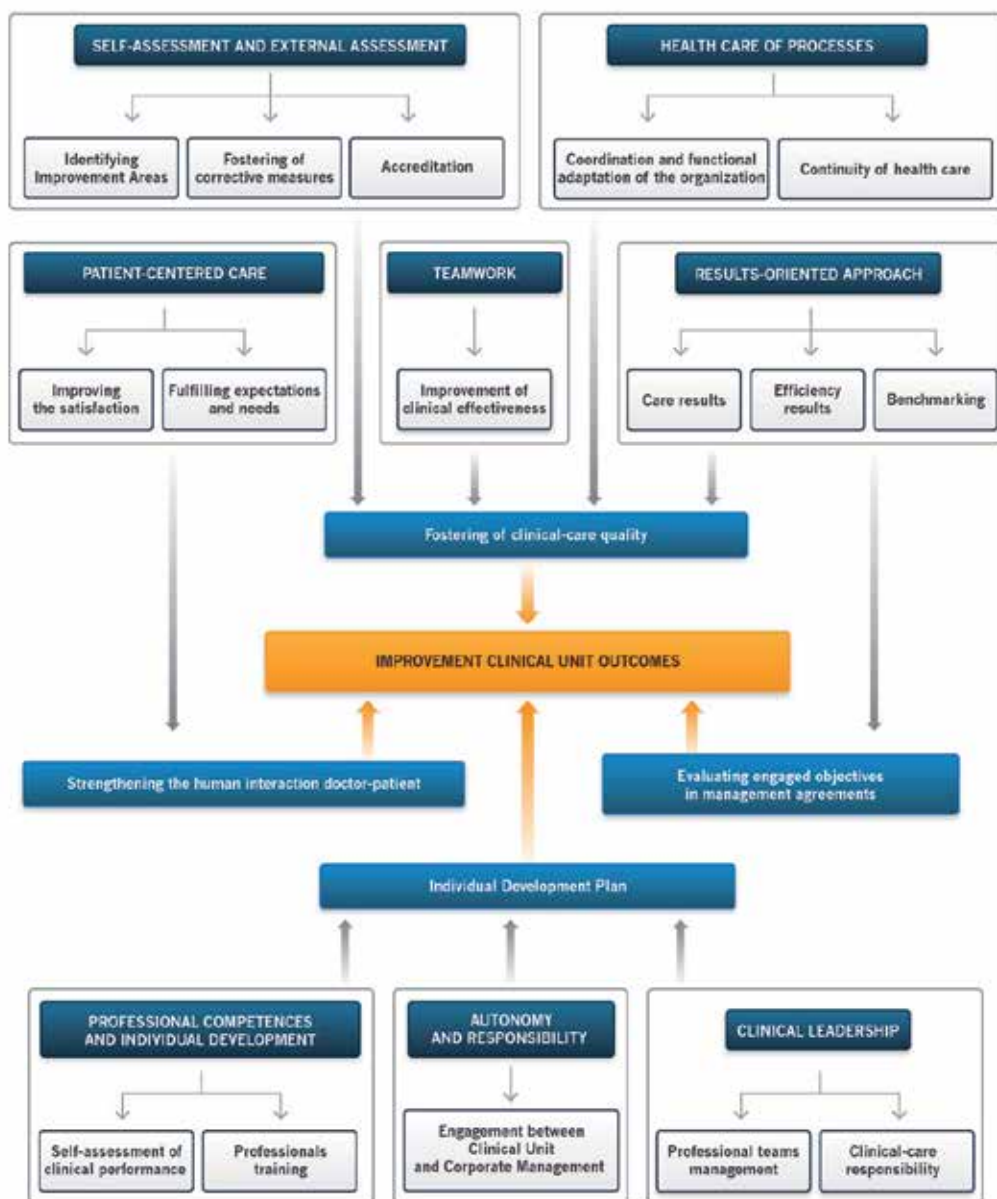 SELF-ASSESSMENT AND EXTERNAL ASSESSMENT
Identifying
Improvement Areas
Fostering of
corrective measures
Accreditation
HEALTH CARE OF PROCESSES
Coordination and functional
adaptation of the organization
Continuity of health care
PATIENT-CENTERED CARE
Improving
the satisfaction
Fulfilling expectations
and needs
TEAMWORK
Improvement of
clinical effectiveness
RESULTS-ORIENTED APPROACH
Care results
Efficiency
results
Benchmarking
Fostering of clinical-care quality
IMPROVEMENT CLINICAL UNIT OUTCOMES
Strengthening the human interaction doctor-patient
Evaluating engaged objectives
in management agreements
Individual Development Plan
PROFESSIONAL COMPETENCES
AND INDIVIDUAL DEVELOPMENT
Self-assessment of
clinical performance
Professionals
training
AUTONOMY
AND RESPONSIBILITY
Engagement between
Clinical Unit
and Corporate Management
CLINICAL LEADERSHIP
Professional teams
management
Clinical-care
responsibility